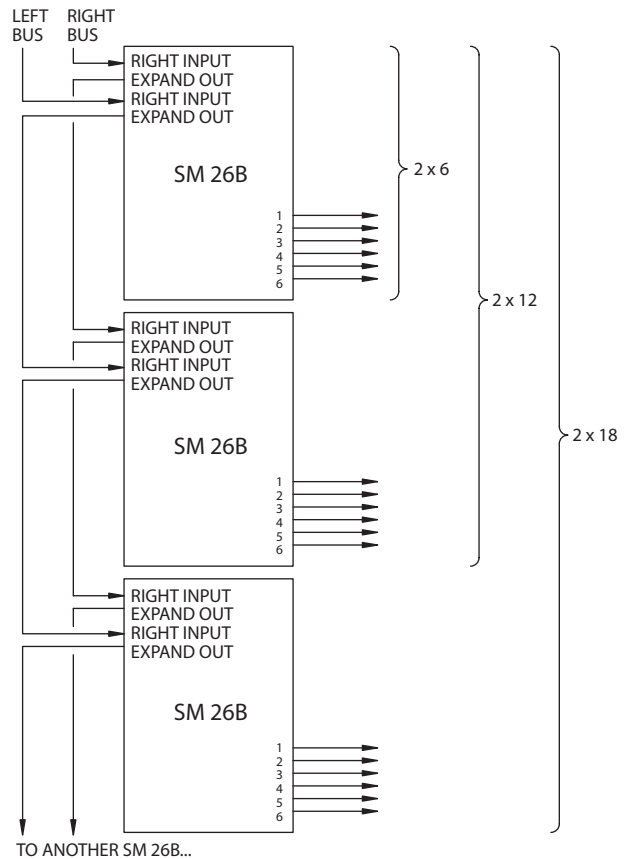 LEFT BUS
RIGHT BUS
RIGHT INPUT
EXPAND OUT
RIGHT INPUT
EXPAND OUT
SM 26B
2 x 6
1
2
3
4
5
6
2 x 12
RIGHT INPUT
EXPAND OUT
RIGHT INPUT
EXPAND OUT
SM 26B
2 x 18
1
2
3
4
5
6
RIGHT INPUT
EXPAND OUT
RIGHT INPUT
EXPAND OUT
SM 26B
1
2
3
4
5
6
TO ANOTHER SM 26B...